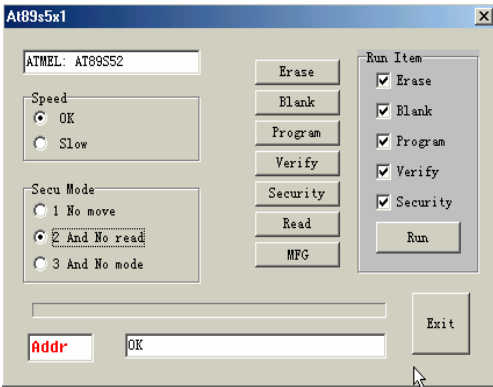 At89s5x1
ATMEL: AT89S52
Speed
OK
Slow
Secu Mode
1 No move
2 And No read
3 And No mode
Erase
Blank
Program
Verify
Security
Read
MFG
Run Item
Erase
Blank
Program
Verify
Security
Run
Addr
OK
Exit